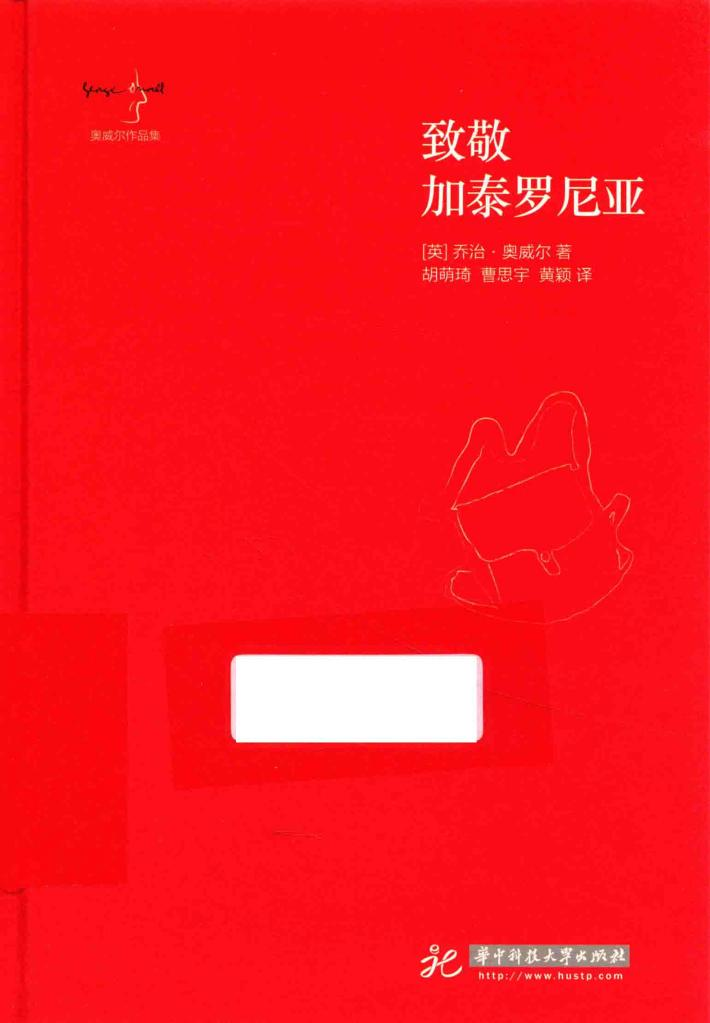 George Orwell
奥威尔作品集
致敬
加泰罗尼亚
[英] 乔治·奥威尔 著
胡萌琦 曹思宇 黄颖 译
华中科技大学出版社
http://www.hustp.com